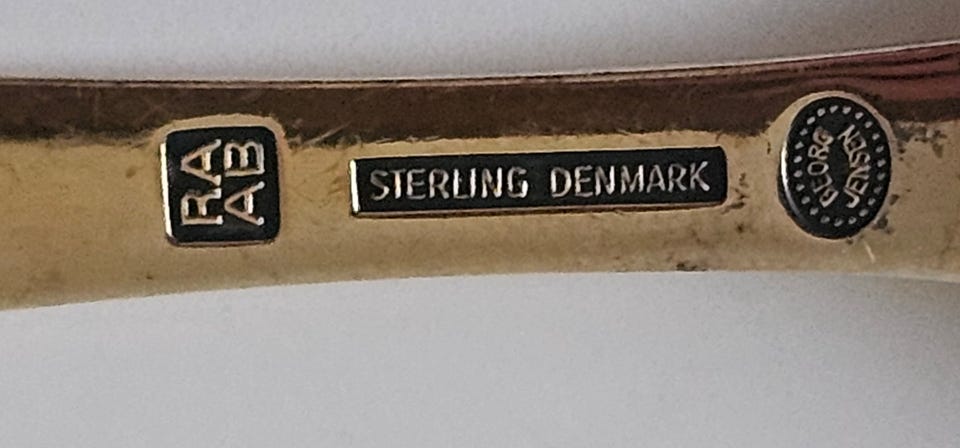 RA
AB
STERLING DENMARK
GEORG
JENSEN